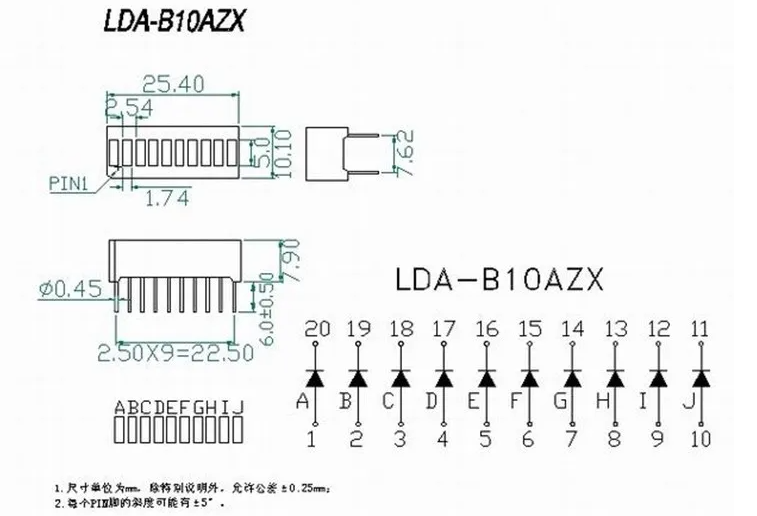 LDA-B10AZX
25.40
2.54
5.0
10.10
7.62
PIN1
1.74
7.90
Ø0.45
6.0±0.50
2.50X9=22.50
LDA-B10AZX
20 19 18 17 16 15 14 13 12 11
A B C D E F G H I J
1 2 3 4 5 6 7 8 9 10
ABCDEFGHIJ
1.尺寸单位为mm,除特别说明外,允许公差±0.25mm;
2.每个PIN脚的斜度可能有±5°.